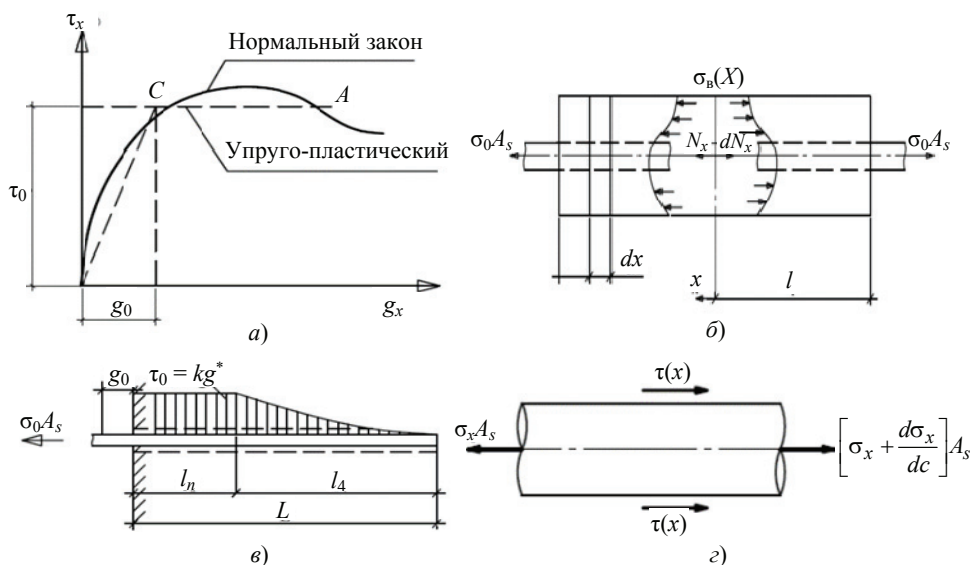 τₓ
Нормальный закон
C
A
Упруго-пластический
τ₀
g₀
gₓ
а)
σ_в(X)
σ₀Aₛ
Nₓ-dNₓ
σ₀Aₛ
dx
x
l
б)
g₀
τ₀ = kg*
σ₀Aₛ
lₙ
l₄
L
в)
τ(x)
σₓAₛ
[σₓ + dσₓ/dc]Aₛ
τ(x)
г)